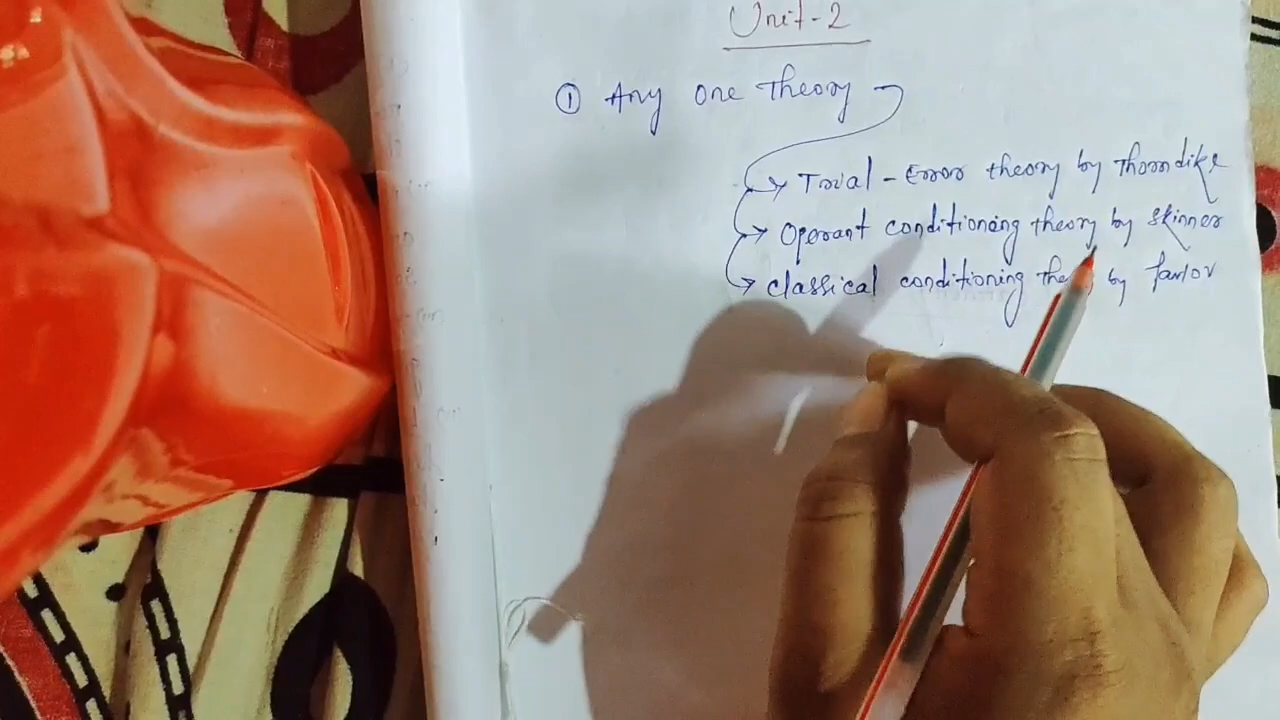 Unit-2
① Any one theory
→ Trial - Error theory by Thorndike
→ Operant conditioning theory by Skinner
→ classical conditioning the by Pavlov